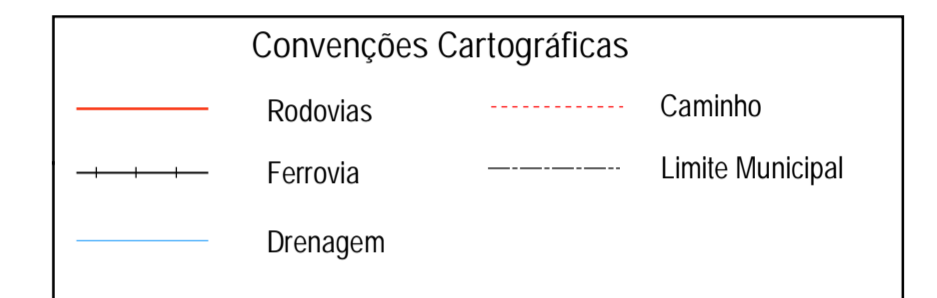 Convenções Cartográficas
Rodovias
Caminho
Ferrovia
Limite Municipal
Drenagem